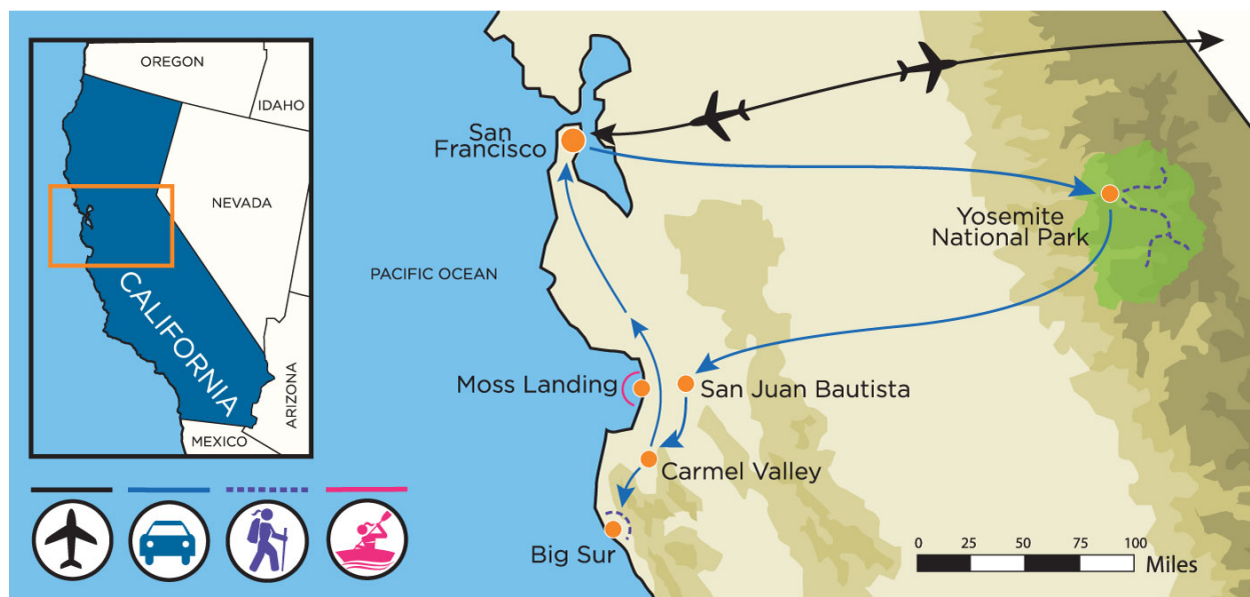 OREGON
IDAHO
NEVADA
CALIFORNIA
ARIZONA
MEXICO
PACIFIC OCEAN
San
Francisco
Yosemite
National Park
Moss Landing
San Juan Bautista
Carmel Valley
Big Sur
0 25 50 75 100
Miles